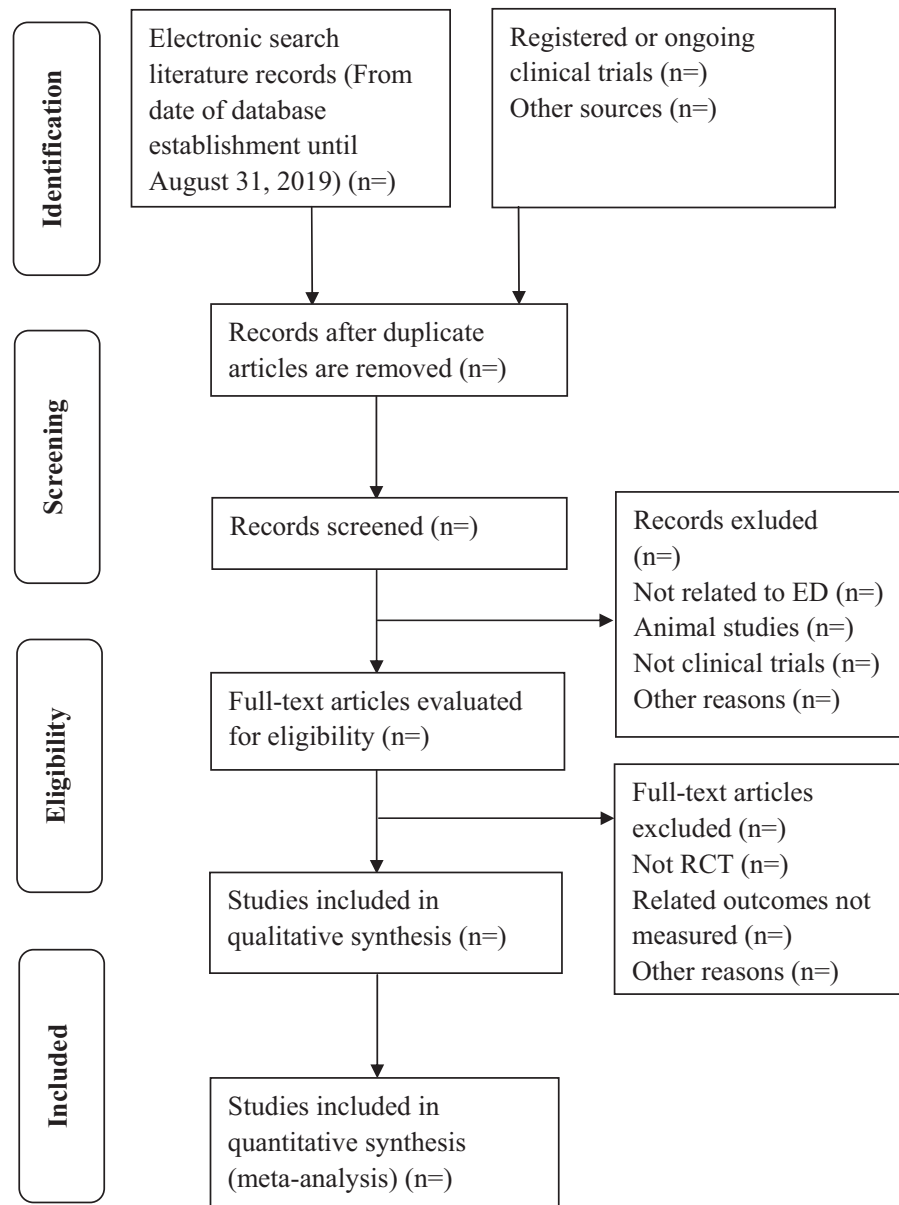 Identification
Electronic search
literature records (From
date of database
establishment until
August 31, 2019) (n=)
Registered or ongoing
clinical trials (n=)
Other sources (n=)
Screening
Records after duplicate
articles are removed (n=)
Records screened (n=)
Records exluded
(n=)
Not related to ED (n=)
Animal studies (n=)
Not clinical trials (n=)
Other reasons (n=)
Eligibility
Full-text articles evaluated
for eligibility (n=)
Full-text articles
excluded (n=)
Not RCT (n=)
Related outcomes not
measured (n=)
Other reasons (n=)
Studies included in
qualitative synthesis (n=)
Included
Studies included in
quantitative synthesis
(meta-analysis) (n=)